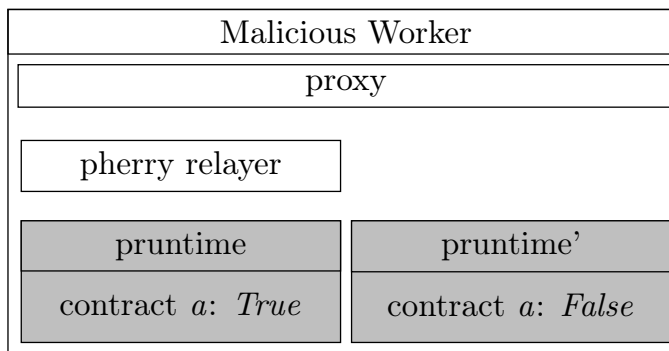 Malicious Worker
proxy
pherry relayer
pruntime
pruntime’
contract a: True
contract a: False